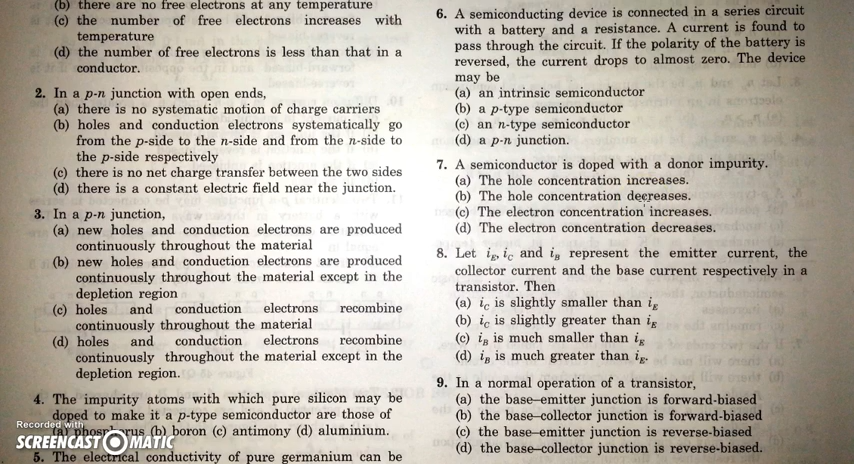 (b) there are no free electrons at any temperature
(c) the number of free electrons increases with
temperature
(d) the number of free electrons is less than that in a
conductor.
2. In a p-n junction with open ends,
(a) there is no systematic motion of charge carriers
(b) holes and conduction electrons systematically go
from the p-side to the n-side and from the n-side to
the p-side respectively
(c) there is no net charge transfer between the two sides
(d) there is a constant electric field near the junction.
3. In a p-n junction,
(a) new holes and conduction electrons are produced
continuously throughout the material
(b) new holes and conduction electrons are produced
continuously throughout the material except in the
depletion region
(c) holes and conduction electrons recombine
continuously throughout the material
(d) holes and conduction electrons recombine
continuously throughout the material except in the
depletion region.
4. The impurity atoms with which pure silicon may be
doped to make it a p-type semiconductor are those of
(a) phosphorus (b) boron (c) antimony (d) aluminium.
5. The electrical conductivity of pure germanium can be
6. A semiconducting device is connected in a series circuit
with a battery and a resistance. A current is found to
pass through the circuit. If the polarity of the battery is
reversed, the current drops to almost zero. The device
may be
(a) an intrinsic semiconductor
(b) a p-type semiconductor
(c) an n-type semiconductor
(d) a p-n junction.
7. A semiconductor is doped with a donor impurity.
(a) The hole concentration increases.
(b) The hole concentration decreases.
(c) The electron concentration increases.
(d) The electron concentration decreases.
8. Let i_E, i_C and i_B represent the emitter current, the
collector current and the base current respectively in a
transistor. Then
(a) i_C is slightly smaller than i_E
(b) i_C is slightly greater than i_E
(c) i_B is much smaller than i_E
(d) i_B is much greater than i_E.
9. In a normal operation of a transistor,
(a) the base–emitter junction is forward-biased
(b) the base–collector junction is forward-biased
(c) the base–emitter junction is reverse-biased
(d) the base–collector junction is reverse-biased.
Recorded with
SCREENCAST-O-MATIC